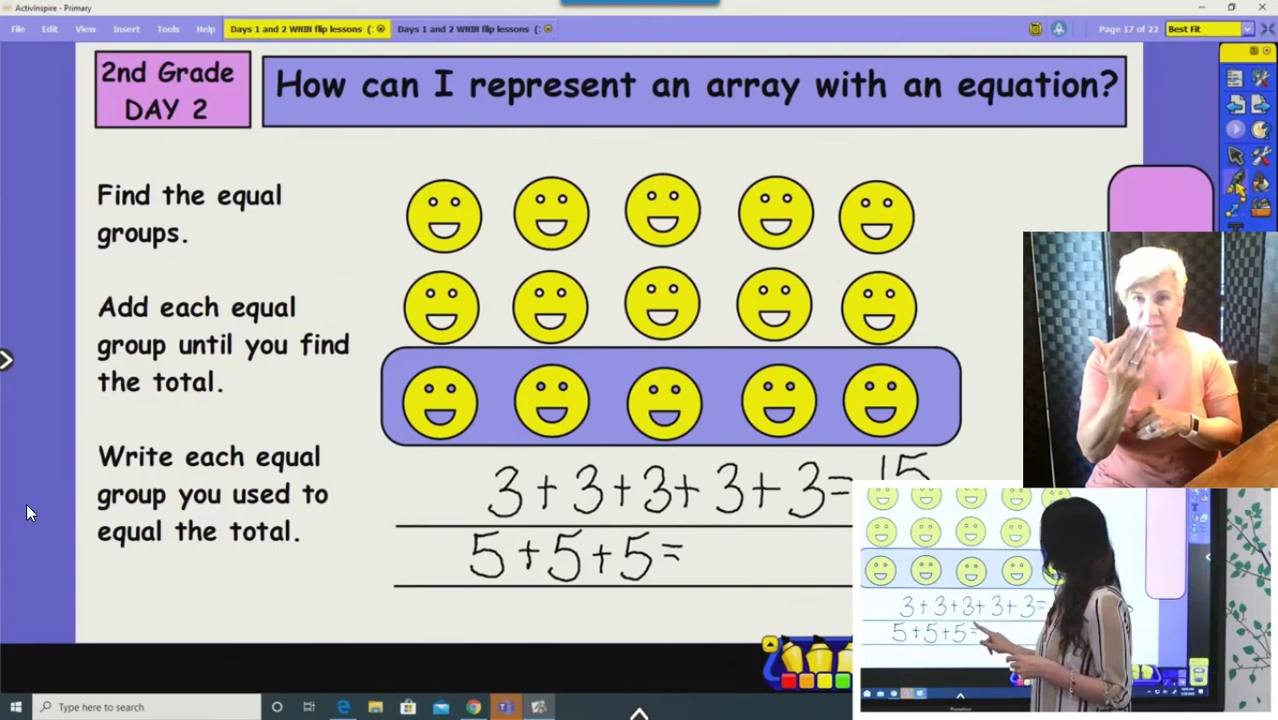 ActivInspire - Primary
File Edit View Insert Tools Help Days 1 and 2 WNIN flip lessons (: Days 1 and 2 WNIN flip lessons (: Page 17 of 22 Best Fit
2nd Grade
DAY 2
How can I represent an array with an equation?
Find the equal
groups.
Add each equal
group until you find
the total.
Write each equal
group you used to
equal the total.
3+3+3+3+3=15
5+5+5=
3+3+3+3+3=
5+5+5=
Type here to search